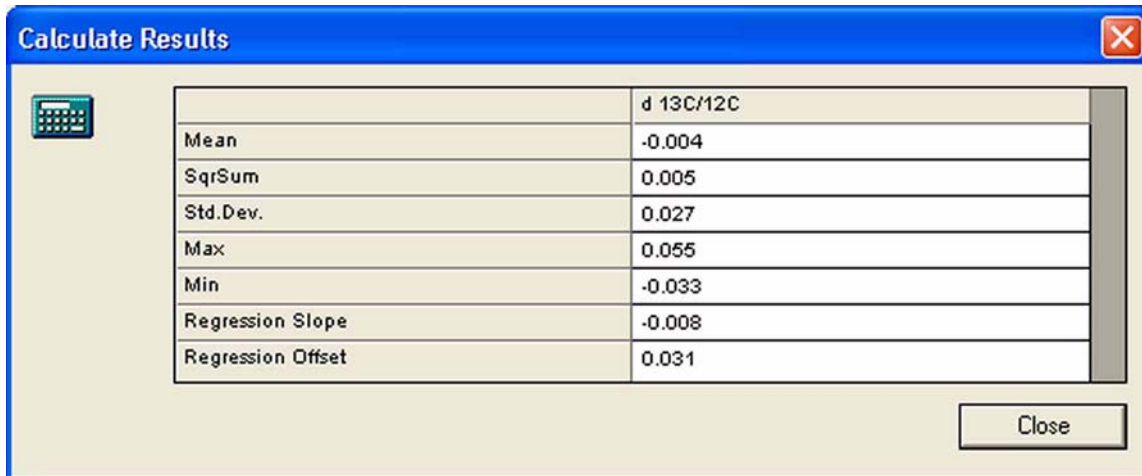 Calculate Results
d 13C/12C
Mean -0.004
SqrSum 0.005
Std.Dev. 0.027
Max 0.055
Min -0.033
Regression Slope -0.008
Regression Offset 0.031
Close